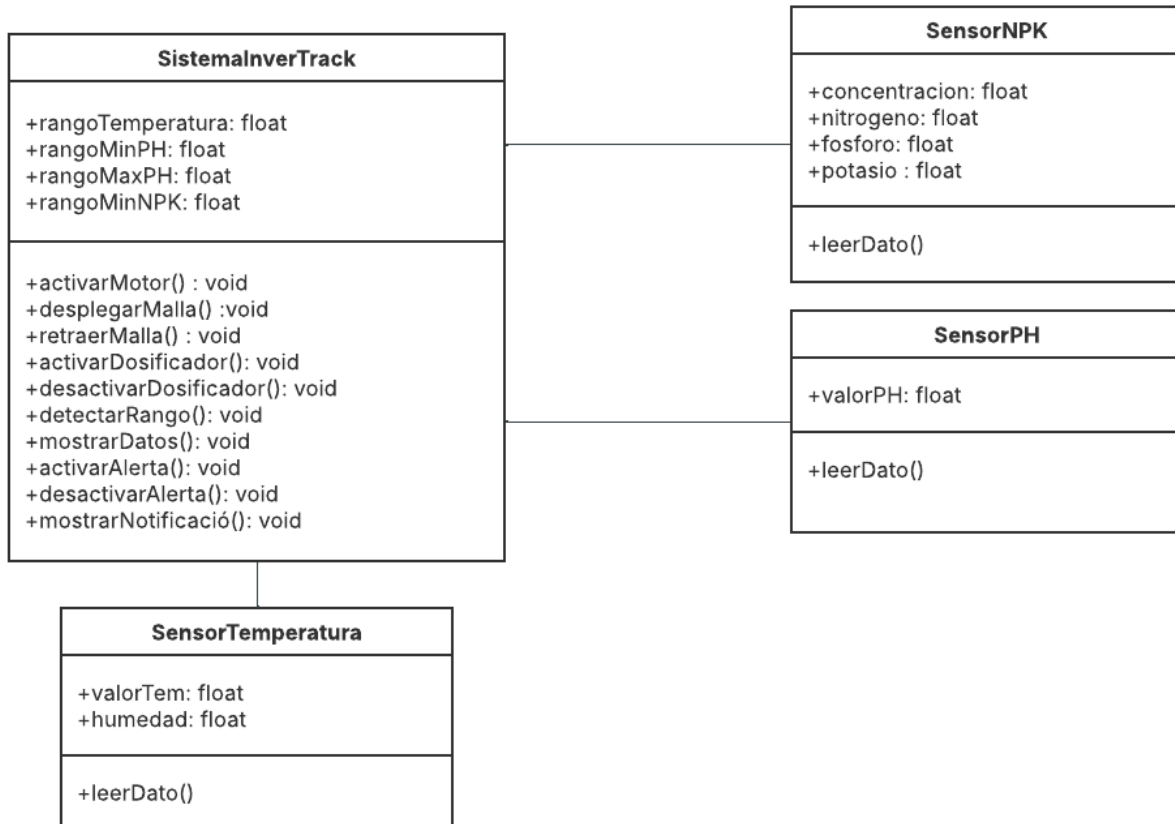 SistemaInverTrack
+rangoTemperatura: float
+rangoMinPH: float
+rangoMaxPH: float
+rangoMinNPK: float
+activarMotor() : void
+desplegarMalla() :void
+retraerMalla() : void
+activarDosificador(): void
+desactivarDosificador(): void
+detectarRango(): void
+mostrarDatos(): void
+activarAlerta(): void
+desactivarAlerta(): void
+mostrarNotificació(): void
SensorNPK
+concentracion: float
+nitrogeno: float
+fosforo: float
+potasio : float
+leerDato()
SensorPH
+valorPH: float
+leerDato()
SensorTemperatura
+valorTem: float
+humedad: float
+leerDato()